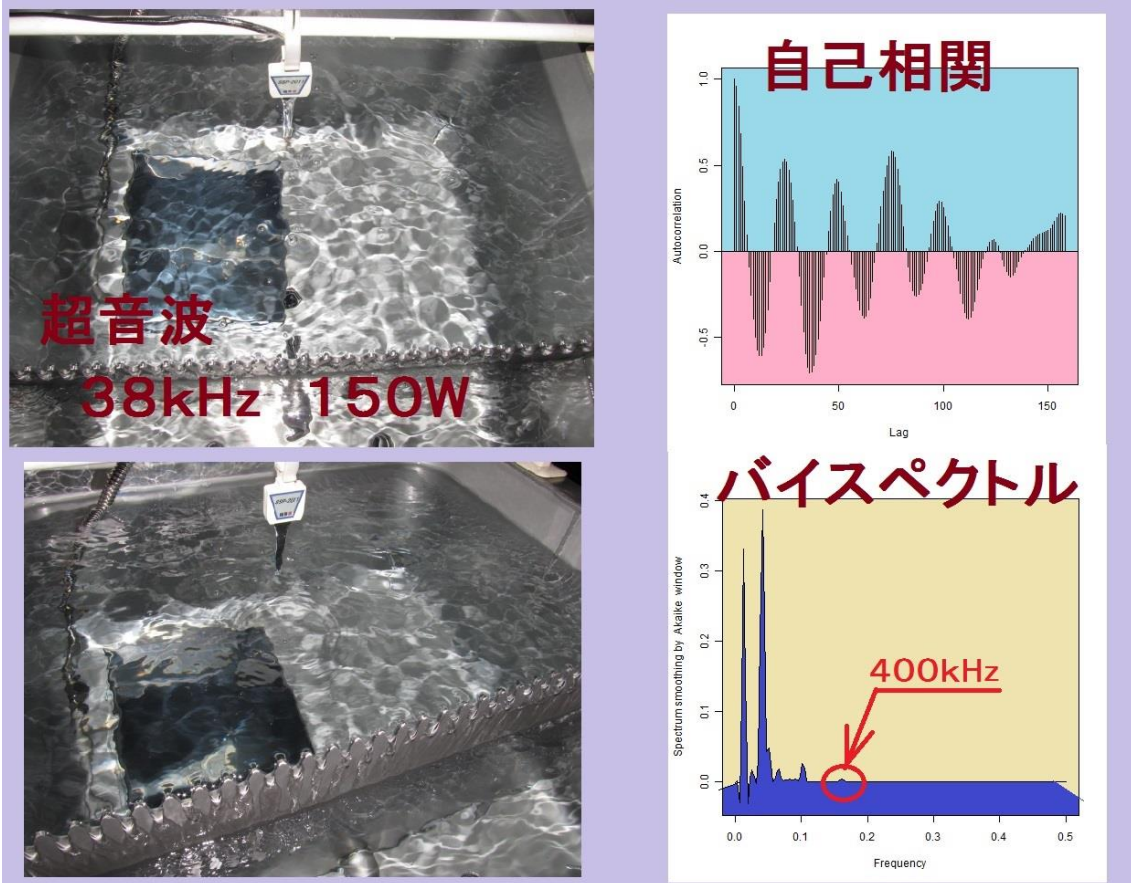 SSP-2011
超音波
38kHz 150W
自己相関
1.0
0.5
0.0
-0.5
Autocorrelation
0
50
100
150
Lag
バイスペクトル
0.4
0.3
0.2
0.1
0.0
Spectrum smoothing by Akaike window
400kHz
0.0
0.1
0.2
0.3
0.4
0.5
Frequency